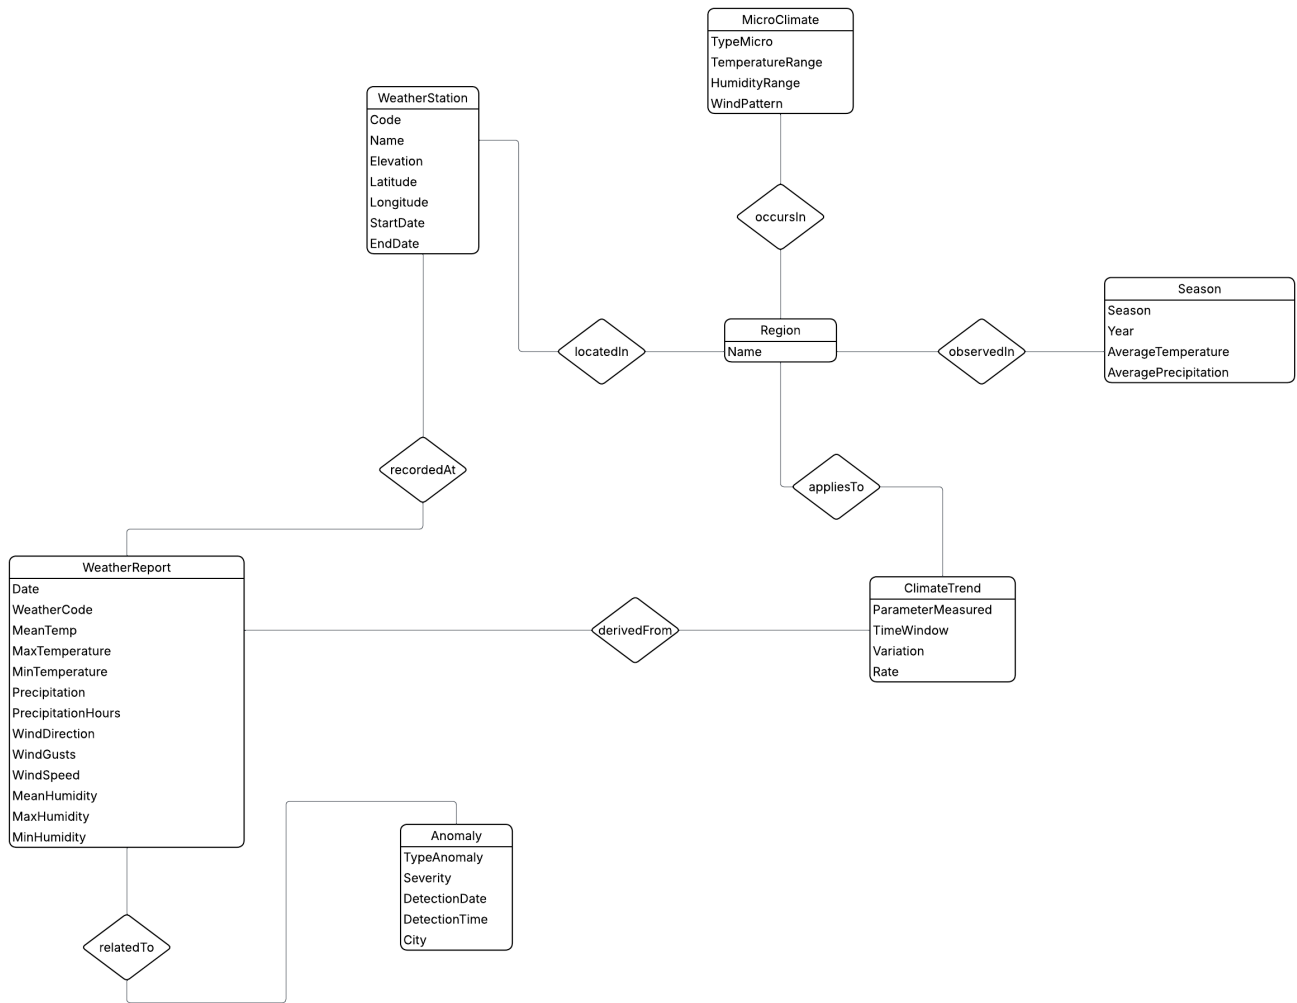 MicroClimate
TypeMicro
TemperatureRange
HumidityRange
WindPattern
WeatherStation
Code
Name
Elevation
Latitude
Longitude
StartDate
EndDate
occursIn
Season
Season
Year
AverageTemperature
AveragePrecipitation
Region
Name
locatedIn
observedIn
recordedAt
appliesTo
WeatherReport
Date
WeatherCode
MeanTemp
MaxTemperature
MinTemperature
Precipitation
PrecipitationHours
WindDirection
WindGusts
WindSpeed
MeanHumidity
MaxHumidity
MinHumidity
derivedFrom
ClimateTrend
ParameterMeasured
TimeWindow
Variation
Rate
Anomaly
TypeAnomaly
Severity
DetectionDate
DetectionTime
City
relatedTo